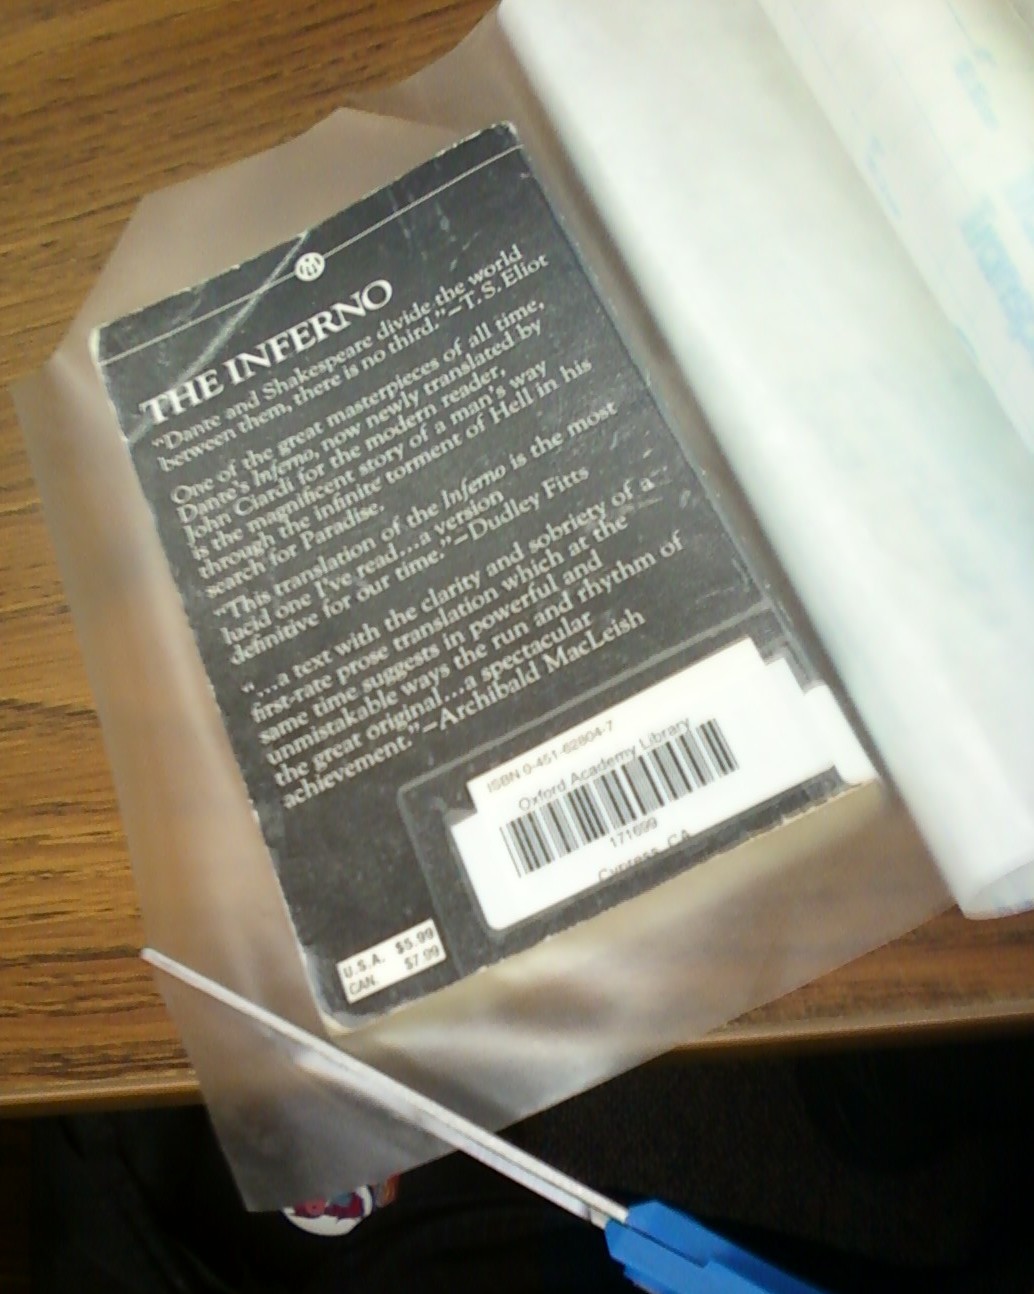 THE INFERNO
“Dante and Shakespeare divide the world
between them, there is no third.”—T. S. Eliot
One of the great masterpieces of all time,
Dante's Inferno, now newly translated by
John Ciardi for the modern reader,
is the magnificent story of a man's way
through the infinite torment of Hell in his
search for Paradise.
“This translation of the Inferno is the most
lucid one I've read...a version
definitive for our time.”—Dudley Fitts
“...a text with the clarity and sobriety of a
first-rate prose translation which at the
same time suggests in powerful and
unmistakable ways the run and rhythm of
the great original...a spectacular
achievement.”—Archibald MacLeish
ISBN 0-451-62804-7
Oxford Academy Library
171699
Cypress, CA
U.S.A. $5.99
CAN. $7.99